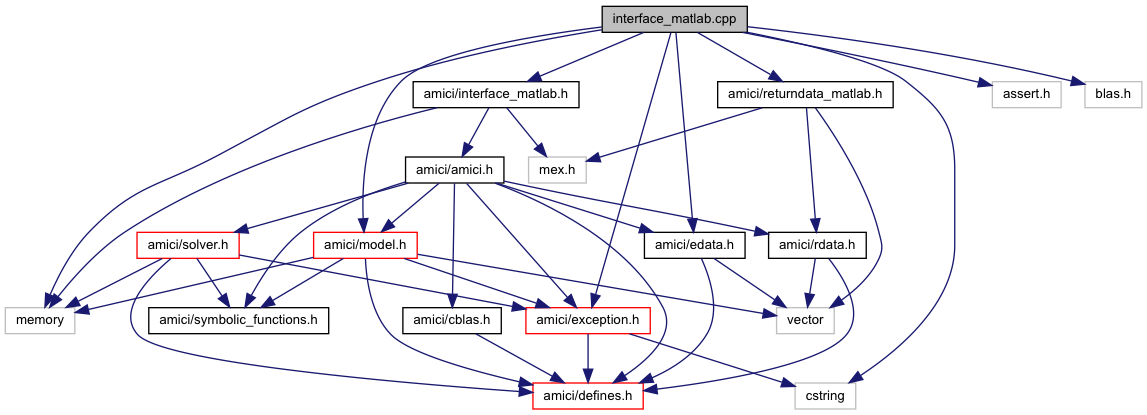 interface_matlab.cpp
amici/interface_matlab.h
amici/returndata_matlab.h
assert.h
blas.h
amici/amici.h
mex.h
amici/solver.h
amici/model.h
amici/edata.h
amici/rdata.h
memory
amici/symbolic_functions.h
amici/cblas.h
amici/exception.h
vector
amici/defines.h
cstring